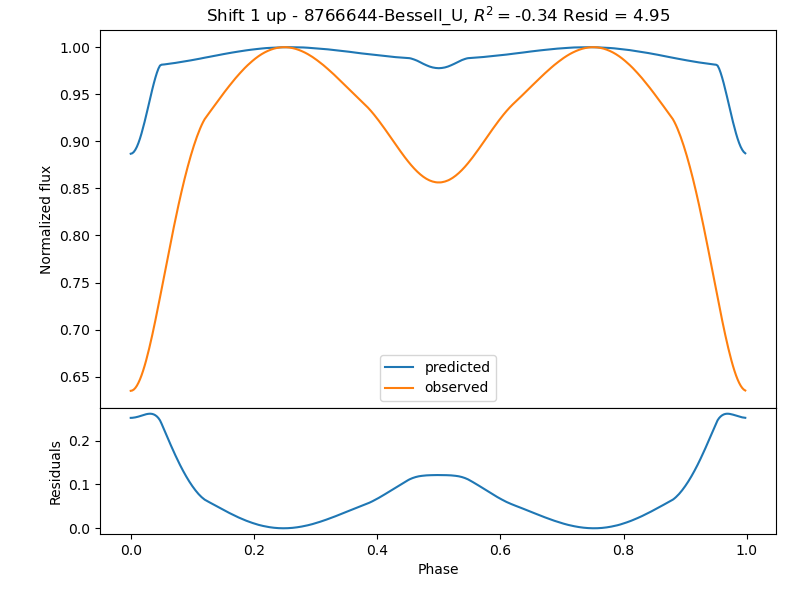 Shift 1 up - 8766644-Bessell_U, R² = -0.34 Resid = 4.95
1.00
0.95
0.90
0.85
0.80
0.75
0.70
0.65
Normalized flux
predicted
observed
0.2
0.1
0.0
Residuals
0.0 0.2 0.4 0.6 0.8 1.0
Phase